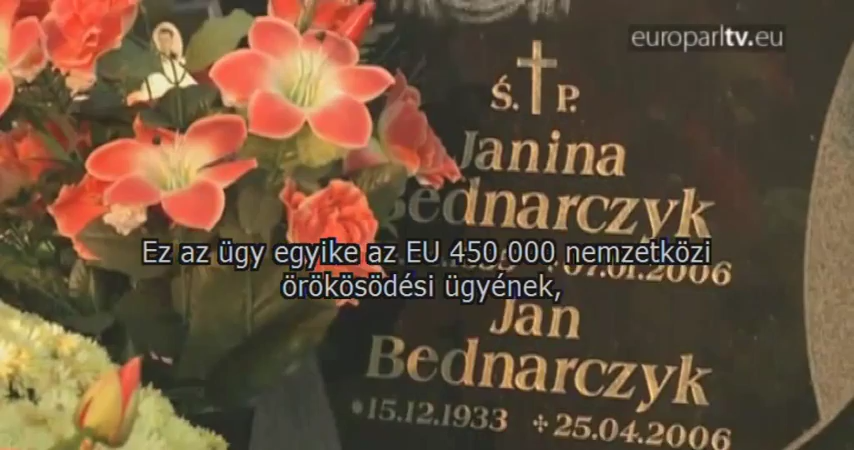 europarltv.eu
Ś. P.
Janina
Bednarczyk
07.01.2006
Ez az ügy egyike az EU 450 000 nemzetközi
örökösödési ügyének,
Jan
Bednarczyk
*15.12.1933 ✝25.04.2006